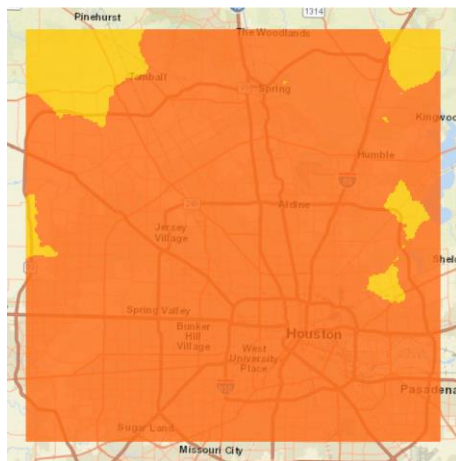 1314
Pinehurst
The Woodlands
Tomball
Spring
Kingwoo
Humble
Aldine
Jersey
Village
Shel
Spring Valley
Bunker
Hill
Village
Houston
West
University
Place
Pasadena
Sugar Land
Missouri City